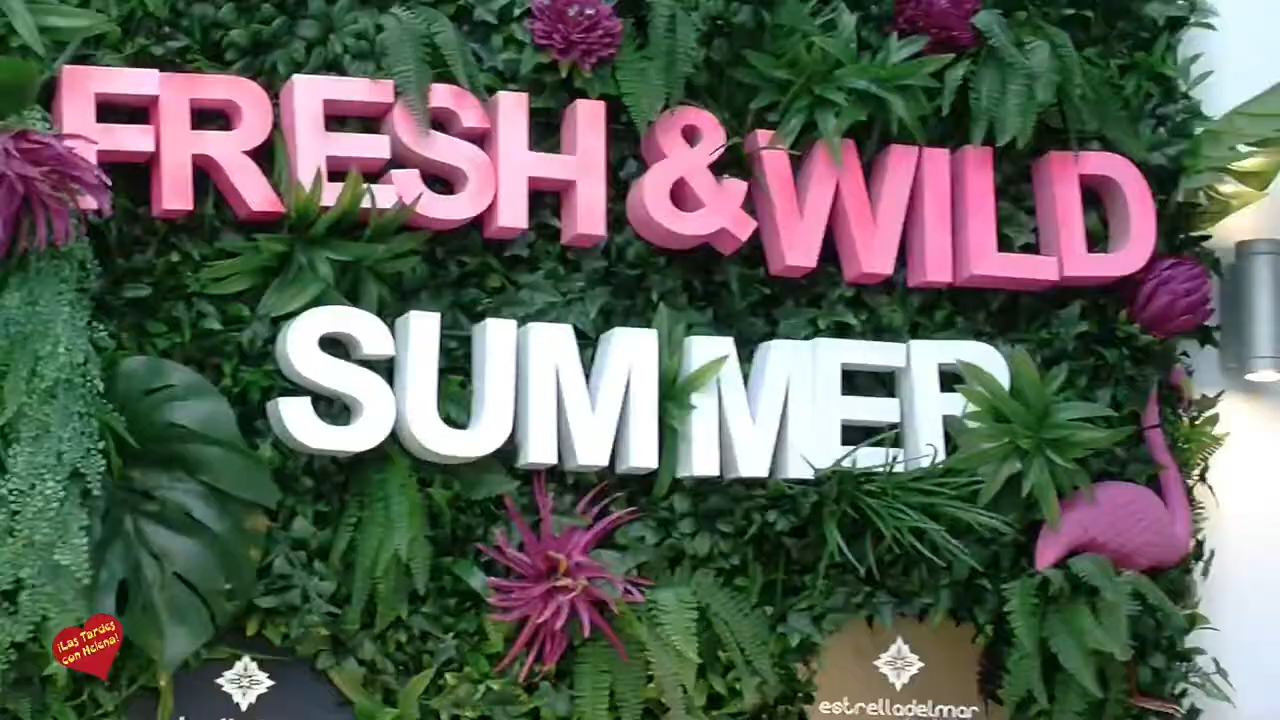 FRESH & WILD
SUMMER
¡Las Tardes
con Helena!
estrelladelmar